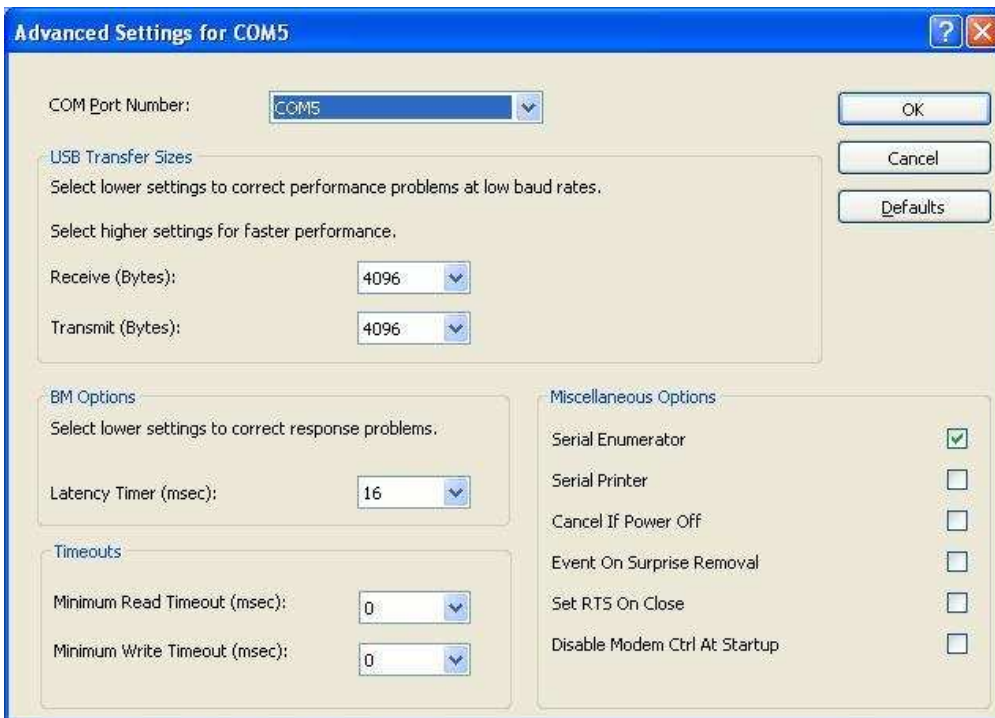 Advanced Settings for COM5
COM Port Number:
COM5
OK
Cancel
Defaults
USB Transfer Sizes
Select lower settings to correct performance problems at low baud rates.
Select higher settings for faster performance.
Receive (Bytes):
4096
Transmit (Bytes):
4096
BM Options
Select lower settings to correct response problems.
Latency Timer (msec):
16
Timeouts
Minimum Read Timeout (msec):
0
Minimum Write Timeout (msec):
0
Miscellaneous Options
Serial Enumerator
Serial Printer
Cancel If Power Off
Event On Surprise Removal
Set RTS On Close
Disable Modem Ctrl At Startup